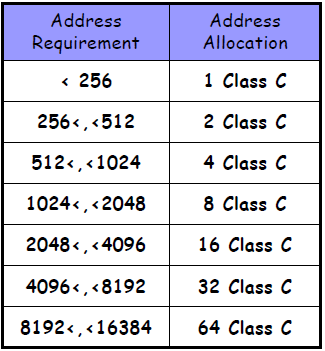 Address Requirement Address Allocation
< 256 1 Class C
256<,<512 2 Class C
512<,<1024 4 Class C
1024<,<2048 8 Class C
2048<,<4096 16 Class C
4096<,<8192 32 Class C
8192<,<16384 64 Class C